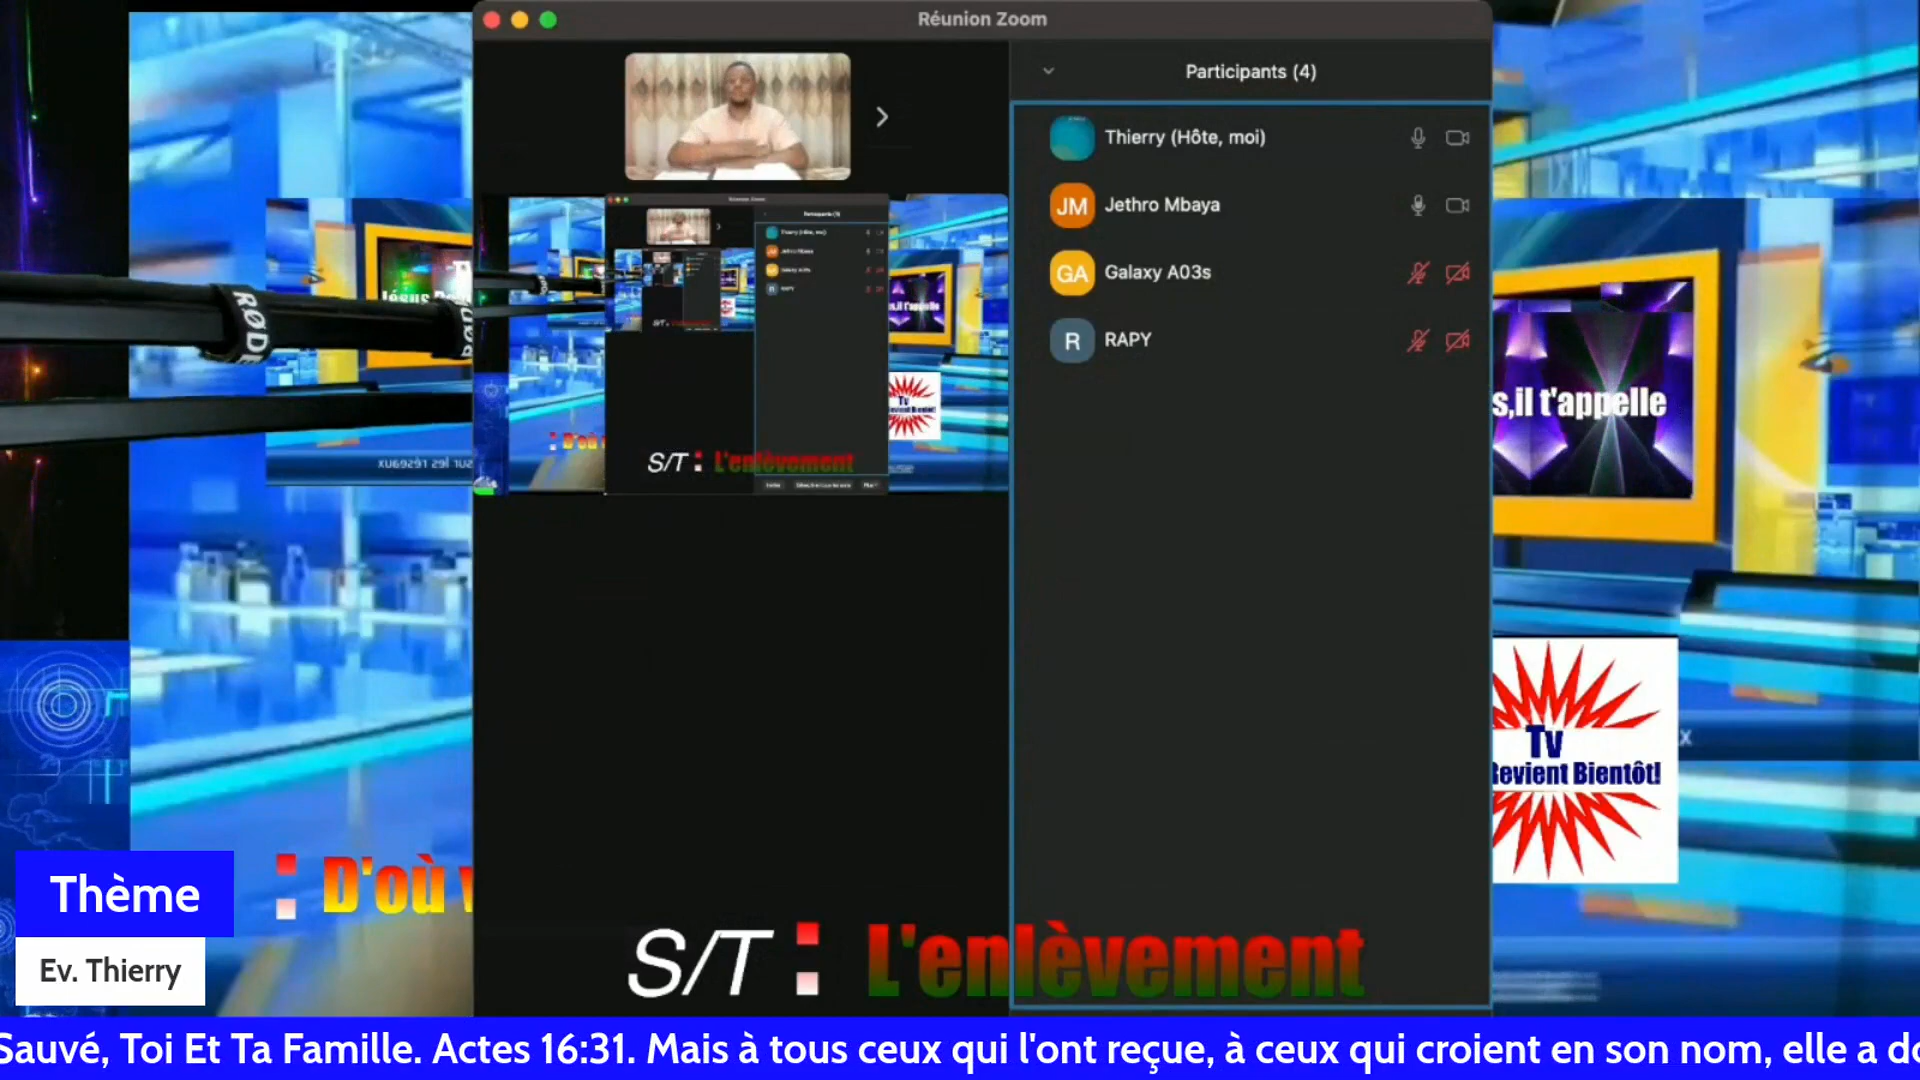 Réunion Zoom
Participants (4)
Thierry (Hôte, moi)
JM Jethro Mbaya
GA Galaxy A03s
R RAPY
RØDE
s,il t'appelle
Tv
Revient Bientôt!
Thème
: D'où
Ev. Thierry
S/T : L'enlèvement
Sauvé, Toi Et Ta Famille. Actes 16:31. Mais à tous ceux qui l'ont reçue, à ceux qui croient en son nom, elle a